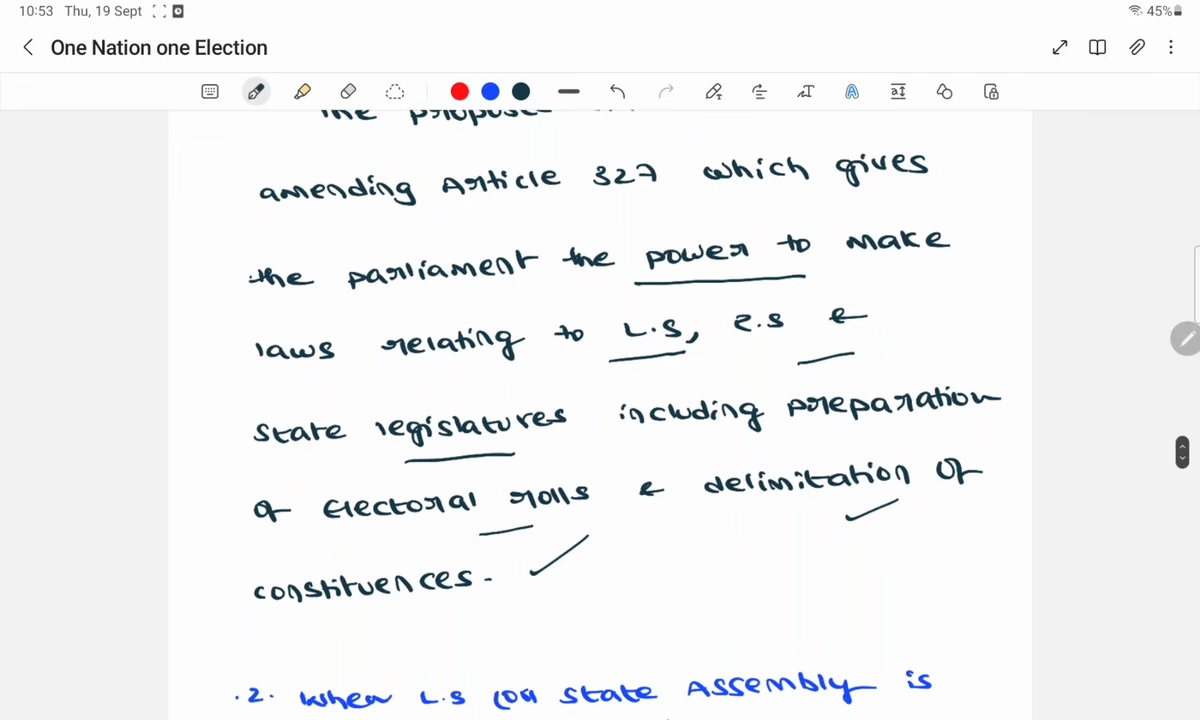 10:53 Thu, 19 Sept 45%
One Nation one Election
The
amending Article 327 which gives
the parliament the power to make
laws relating to L.S, R.S &
state legislatures including preparation
of Electoral rolls & delimitation of
constituences.
2. When L.S (or State Assembly is